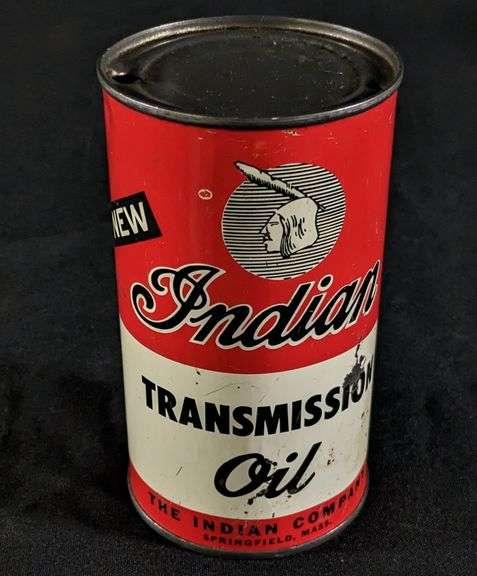 NEW
Indian
TRANSMISSION
Oil
THE INDIAN COMPANY
SPRINGFIELD, MASS.